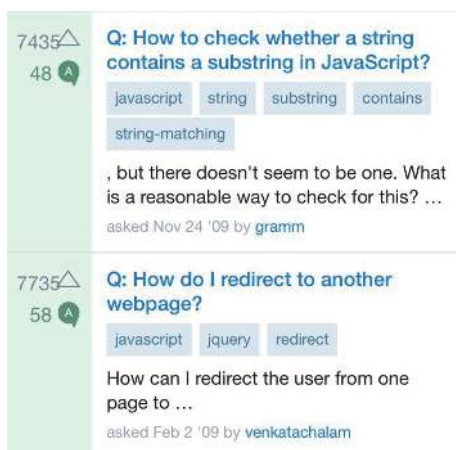 7435
Q: How to check whether a string
contains a substring in JavaScript?
48 A
javascript string substring contains
string-matching
, but there doesn't seem to be one. What
is a reasonable way to check for this? ...
asked Nov 24 '09 by gramm
7735
Q: How do I redirect to another
webpage?
58 A
javascript jquery redirect
How can I redirect the user from one
page to ...
asked Feb 2 '09 by venkatachalam